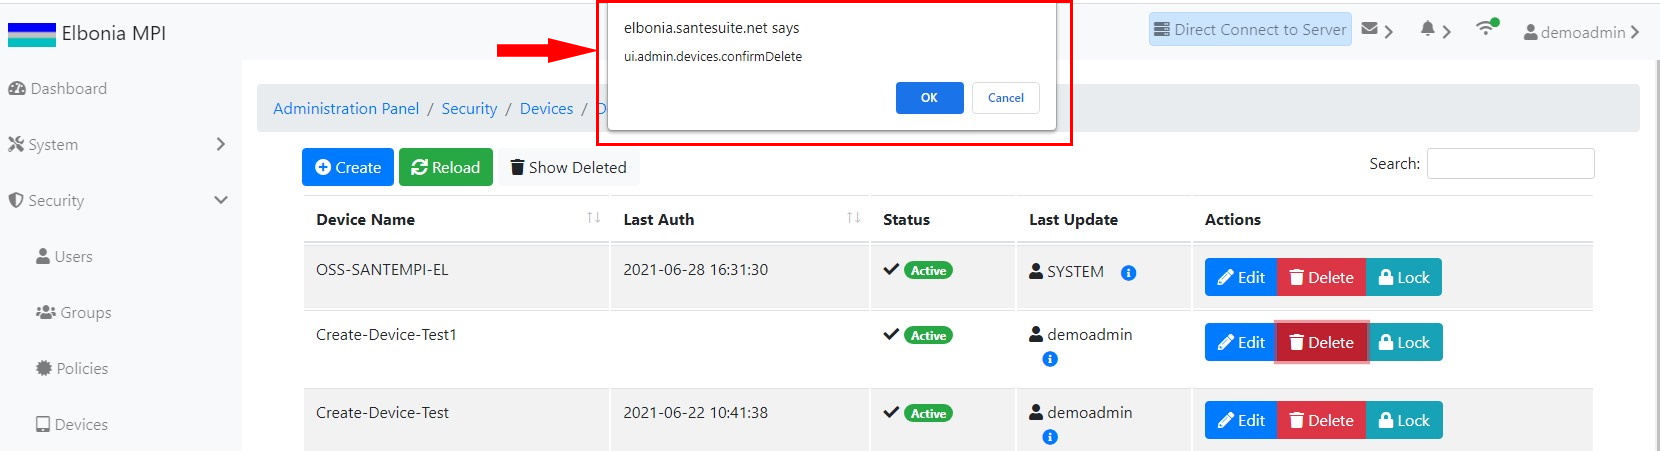 Elbonia MPI
elbonia.santesuite.net says
ui.admin.devices.confirmDelete
OK Cancel
Direct Connect to Server
demoadmin
Dashboard
System
Security
Users
Groups
Policies
Devices
Administration Panel / Security / Devices /
Create Reload Show Deleted
Search:
Device Name Last Auth Status Last Update Actions
OSS-SANTEMPI-EL 2021-06-28 16:31:30 Active SYSTEM Edit Delete Lock
Create-Device-Test1 Active demoadmin Edit Delete Lock
Create-Device-Test 2021-06-22 10:41:38 Active demoadmin Edit Delete Lock